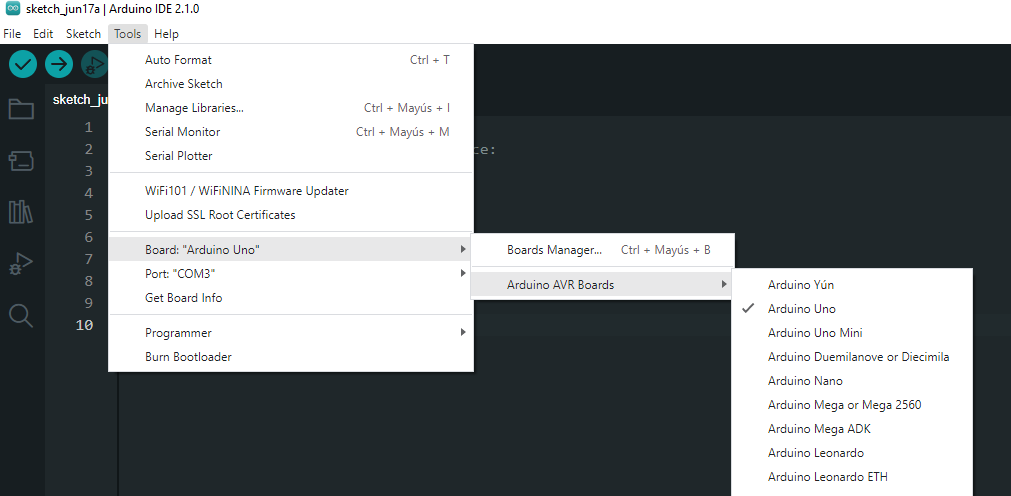 sketch_jun17a | Arduino IDE 2.1.0
File Edit Sketch Tools Help
Auto Format Ctrl + T
Archive Sketch
sketch_ju
Manage Libraries... Ctrl + Mayús + I
1
Serial Monitor Ctrl + Mayús + M
2
ce:
Serial Plotter
3
WiFi101 / WiFiNINA Firmware Updater
4
Upload SSL Root Certificates
5
6
Board: "Arduino Uno"
Boards Manager... Ctrl + Mayús + B
7
Port: "COM3"
8
Arduino AVR Boards
Arduino Yún
Get Board Info
9
Arduino Uno
10
Programmer
Arduino Uno Mini
Burn Bootloader
Arduino Duemilanove or Diecimila
Arduino Nano
Arduino Mega or Mega 2560
Arduino Mega ADK
Arduino Leonardo
Arduino Leonardo ETH